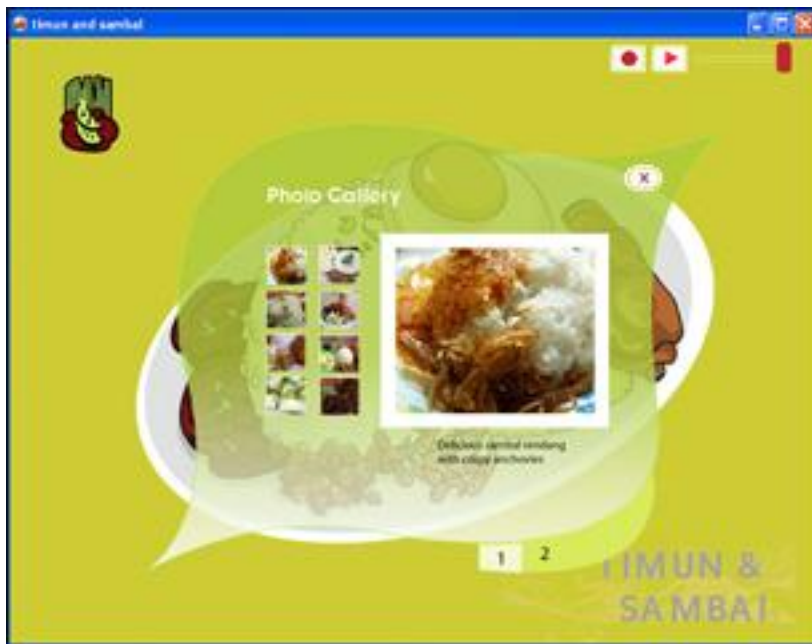 timun and sambal
Photo Gallery
x
Delicious sambal rendang
with crispy anchovies
1
2
TIMUN &
SAMBAL